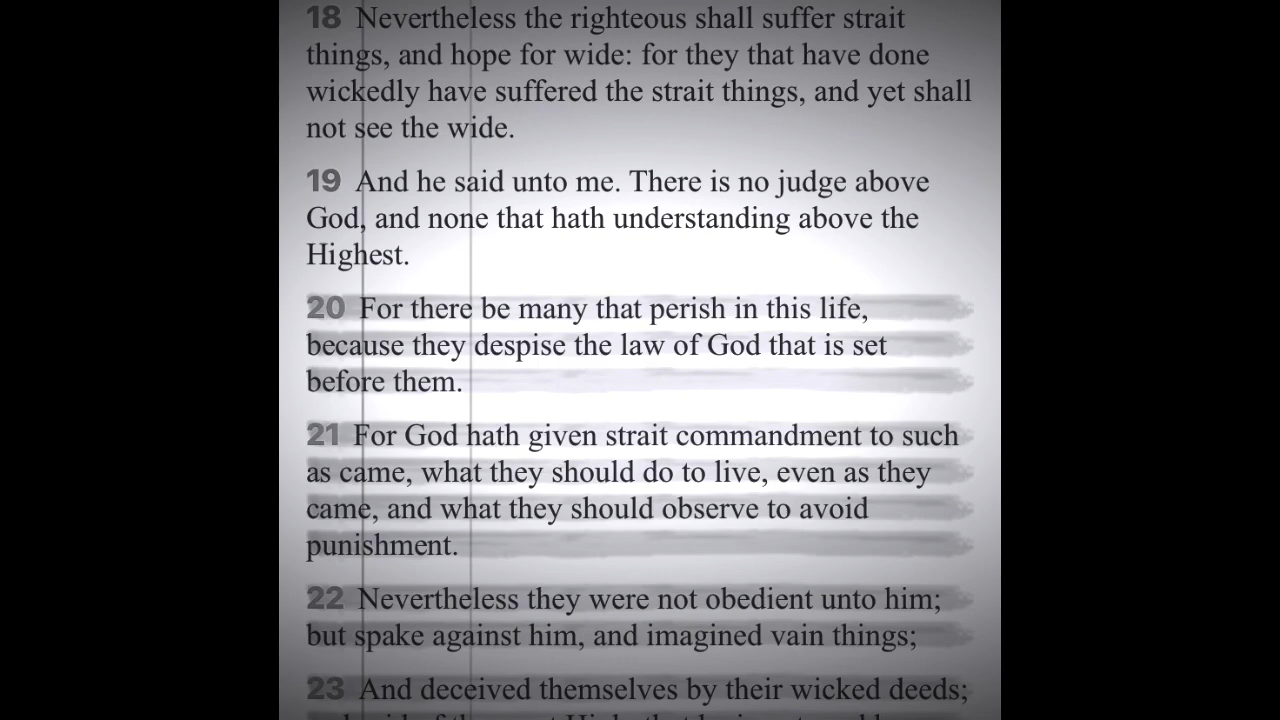 18 Nevertheless the righteous shall suffer strait
things, and hope for wide: for they that have done
wickedly have suffered the strait things, and yet shall
not see the wide.
19 And he said unto me. There is no judge above
God, and none that hath understanding above the
Highest.
20 For there be many that perish in this life,
because they despise the law of God that is set
before them.
21 For God hath given strait commandment to such
as came, what they should do to live, even as they
came, and what they should observe to avoid
punishment.
22 Nevertheless they were not obedient unto him;
but spake against him, and imagined vain things;
23 And deceived themselves by their wicked deeds;